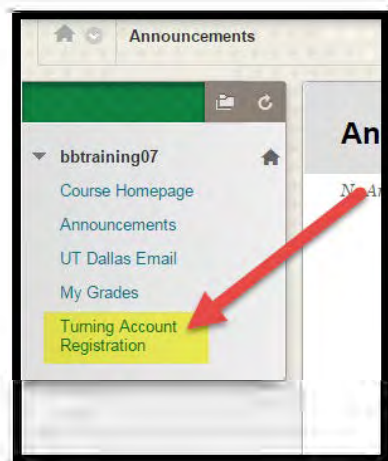 Announcements
An
bbtraining07
Course Homepage
Announcements
UT Dallas Email
My Grades
Turning Account
Registration